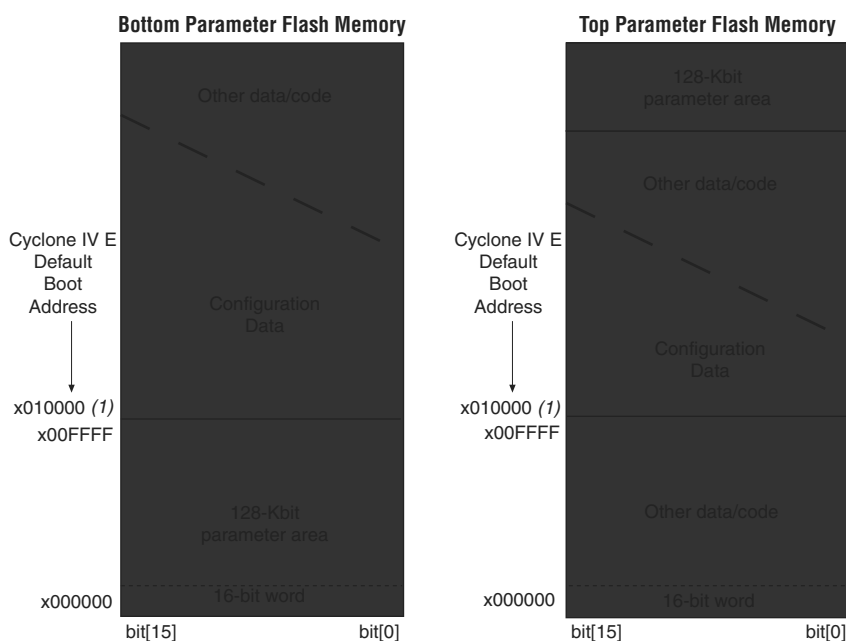 Bottom Parameter Flash Memory
Other data/code
Cyclone IV E
Default
Boot
Address
Configuration
Data
x010000 (1)
x00FFFF
128-Kbit
parameter area
x000000
16-bit word
bit[15]
bit[0]
Top Parameter Flash Memory
128-Kbit
parameter area
Other data/code
Cyclone IV E
Default
Boot
Address
Configuration
Data
x010000 (1)
x00FFFF
Other data/code
x000000
16-bit word
bit[15]
bit[0]